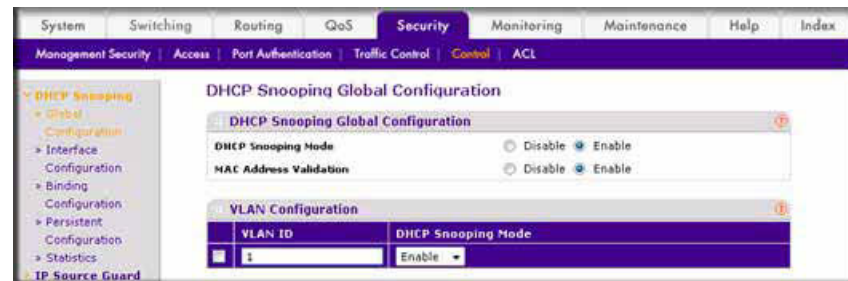 System Switching Routing QoS Security Monitoring Maintenance Help Index
Management Security | Access | Port Authentication | Traffic Control | Control | ACL
DHCP Snooping
» Global
Configuration
» Interface
Configuration
» Binding
Configuration
» Persistent
Configuration
» Statistics
IP Source Guard
DHCP Snooping Global Configuration
DHCP Snooping Global Configuration
DHCP Snooping Mode Disable Enable
MAC Address Validation Disable Enable
VLAN Configuration
VLAN ID DHCP Snooping Mode
1 Enable